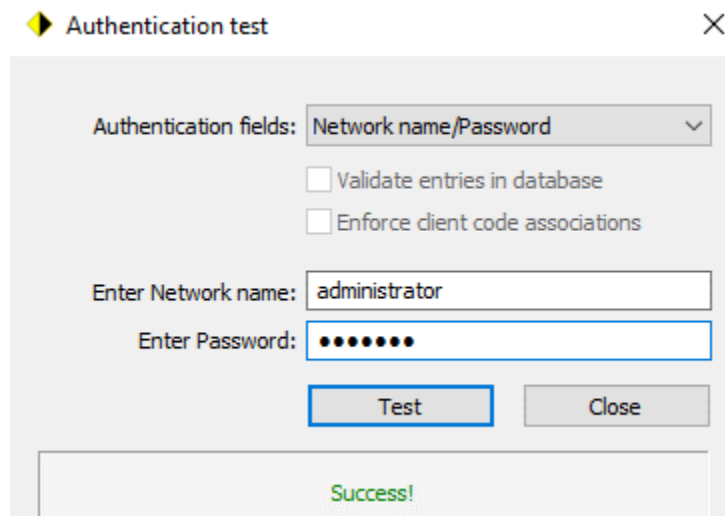 Authentication test
Authentication fields: Network name/Password
Validate entries in database
Enforce client code associations
Enter Network name: administrator
Enter Password: •••••••
Test Close
Success!